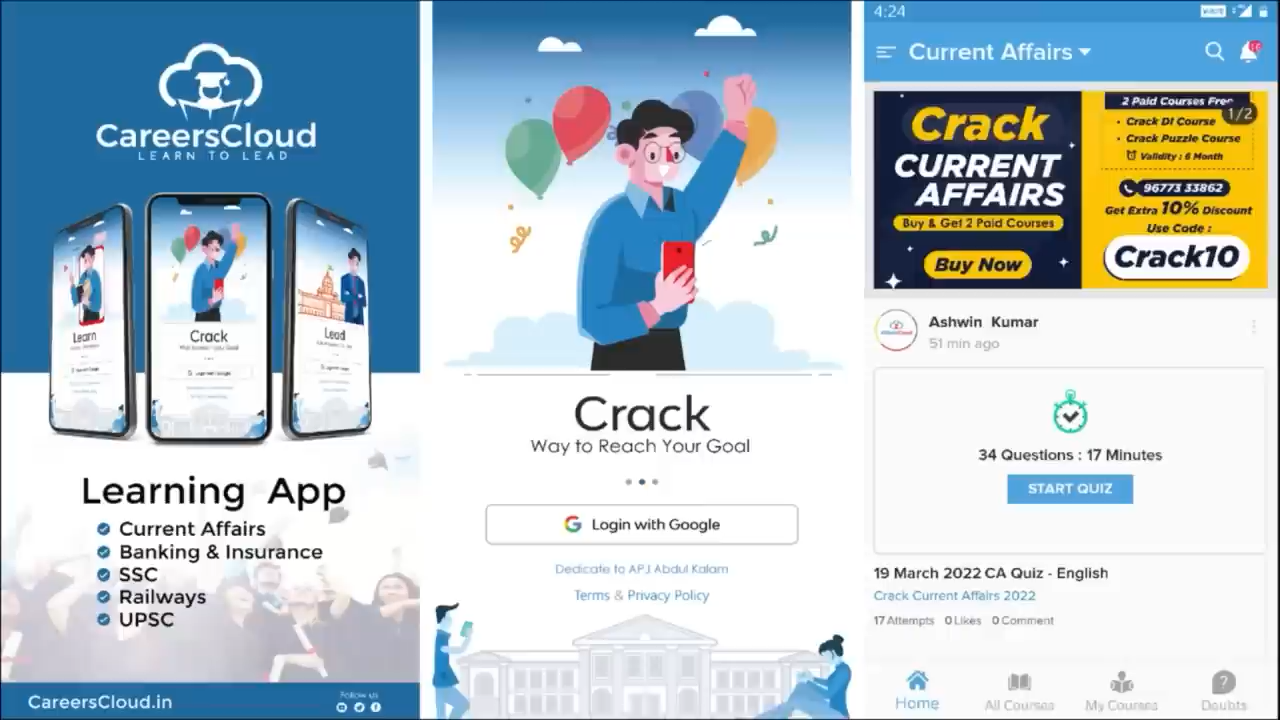 CareersCloud
LEARN TO LEAD
Learn
Crack
Lead
Learning App
Current Affairs
Banking & Insurance
SSC
Railways
UPSC
CareersCloud.in
Follow us
Crack
Way to Reach Your Goal
Login with Google
Dedicate to APJ Abdul Kalam
Terms & Privacy Policy
4:24
Current Affairs
Crack
CURRENT
AFFAIRS
Buy & Get 2 Paid Courses
Buy Now
2 Paid Courses Free
1/2
• Crack DI Course
• Crack Puzzle Course
Validity : 6 Month
96773 33862
Get Extra 10% Discount
Use Code :
Crack10
Ashwin Kumar
51 min ago
34 Questions : 17 Minutes
START QUIZ
19 March 2022 CA Quiz - English
Crack Current Affairs 2022
17 Attempts 0 Likes 0 Comment
Home
All Courses
My Courses
Doubts